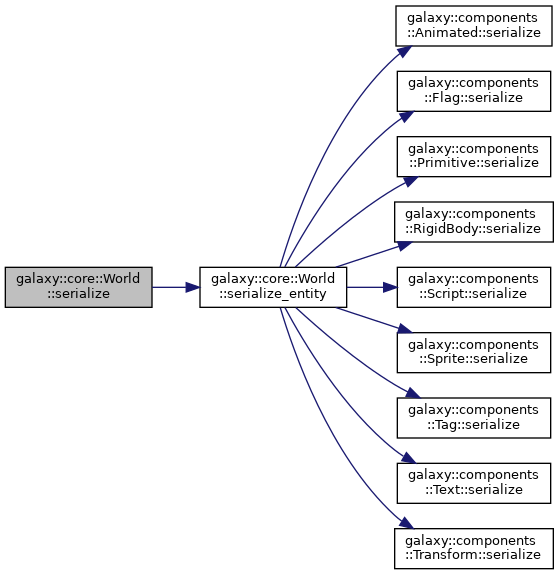 galaxy::core::World
::serialize
galaxy::core::World
::serialize_entity
galaxy::components
::Animated::serialize
galaxy::components
::Flag::serialize
galaxy::components
::Primitive::serialize
galaxy::components
::RigidBody::serialize
galaxy::components
::Script::serialize
galaxy::components
::Sprite::serialize
galaxy::components
::Tag::serialize
galaxy::components
::Text::serialize
galaxy::components
::Transform::serialize